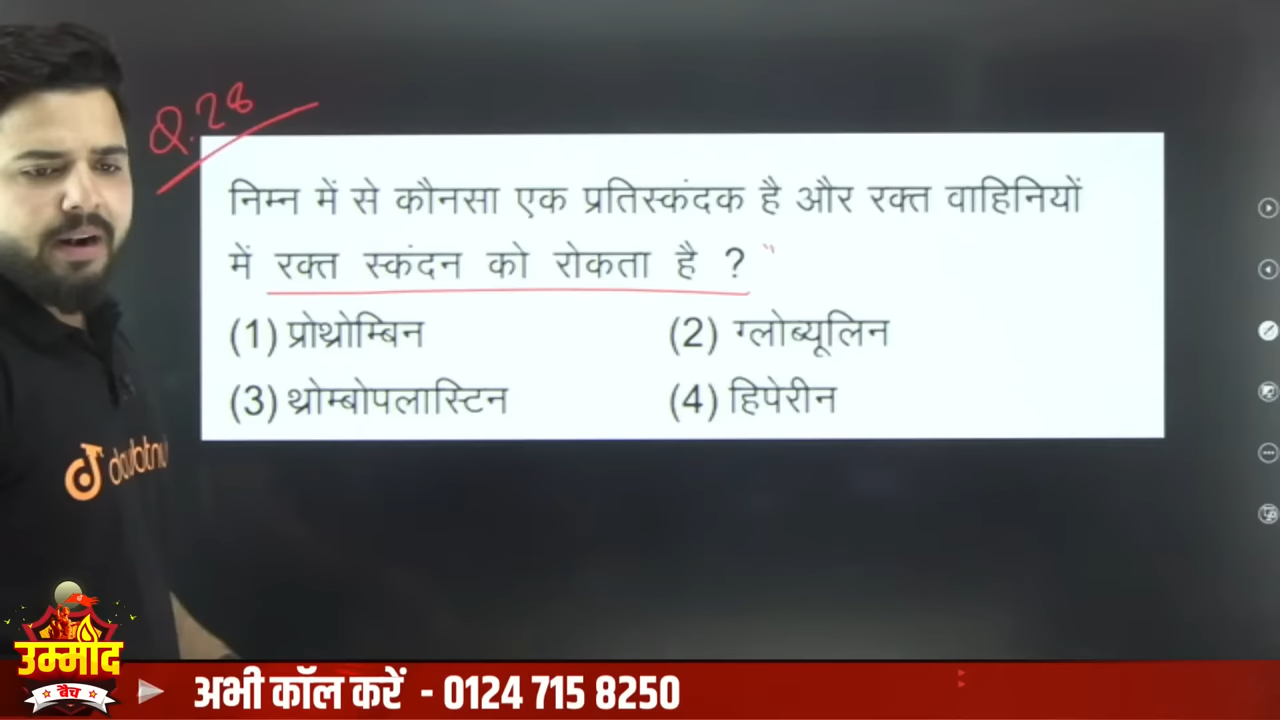 Q.28
निम्न में से कौनसा एक प्रतिस्कंदक है और रक्त वाहिनियों
में रक्त स्कंदन को रोकता है ?
(1) प्रोथ्रोम्बिन (2) ग्लोब्यूलिन
(3) थ्रोम्बोपलास्टिन (4) हिपेरीन
doubtnu
उम्मीद
बैच
अभी कॉल करें - 0124 715 8250